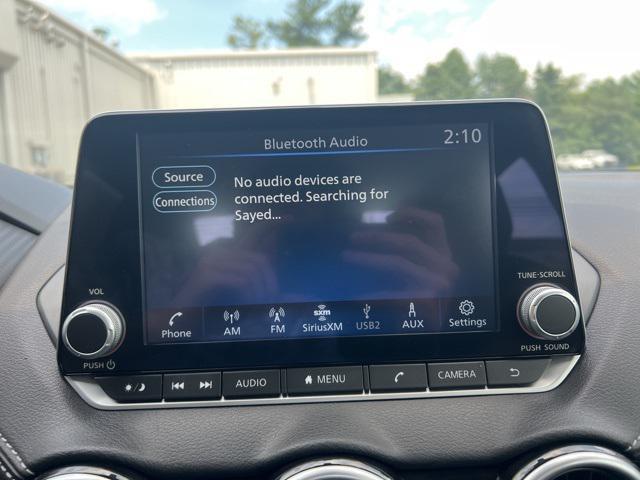 Bluetooth Audio
2:10
Source
Connections
No audio devices are
connected. Searching for
Sayed...
VOL
PUSH
TUNE·SCROLL
PUSH SOUND
Phone
AM
FM
sxm
SiriusXM
USB2
AUX
Settings
AUDIO
MENU
CAMERA